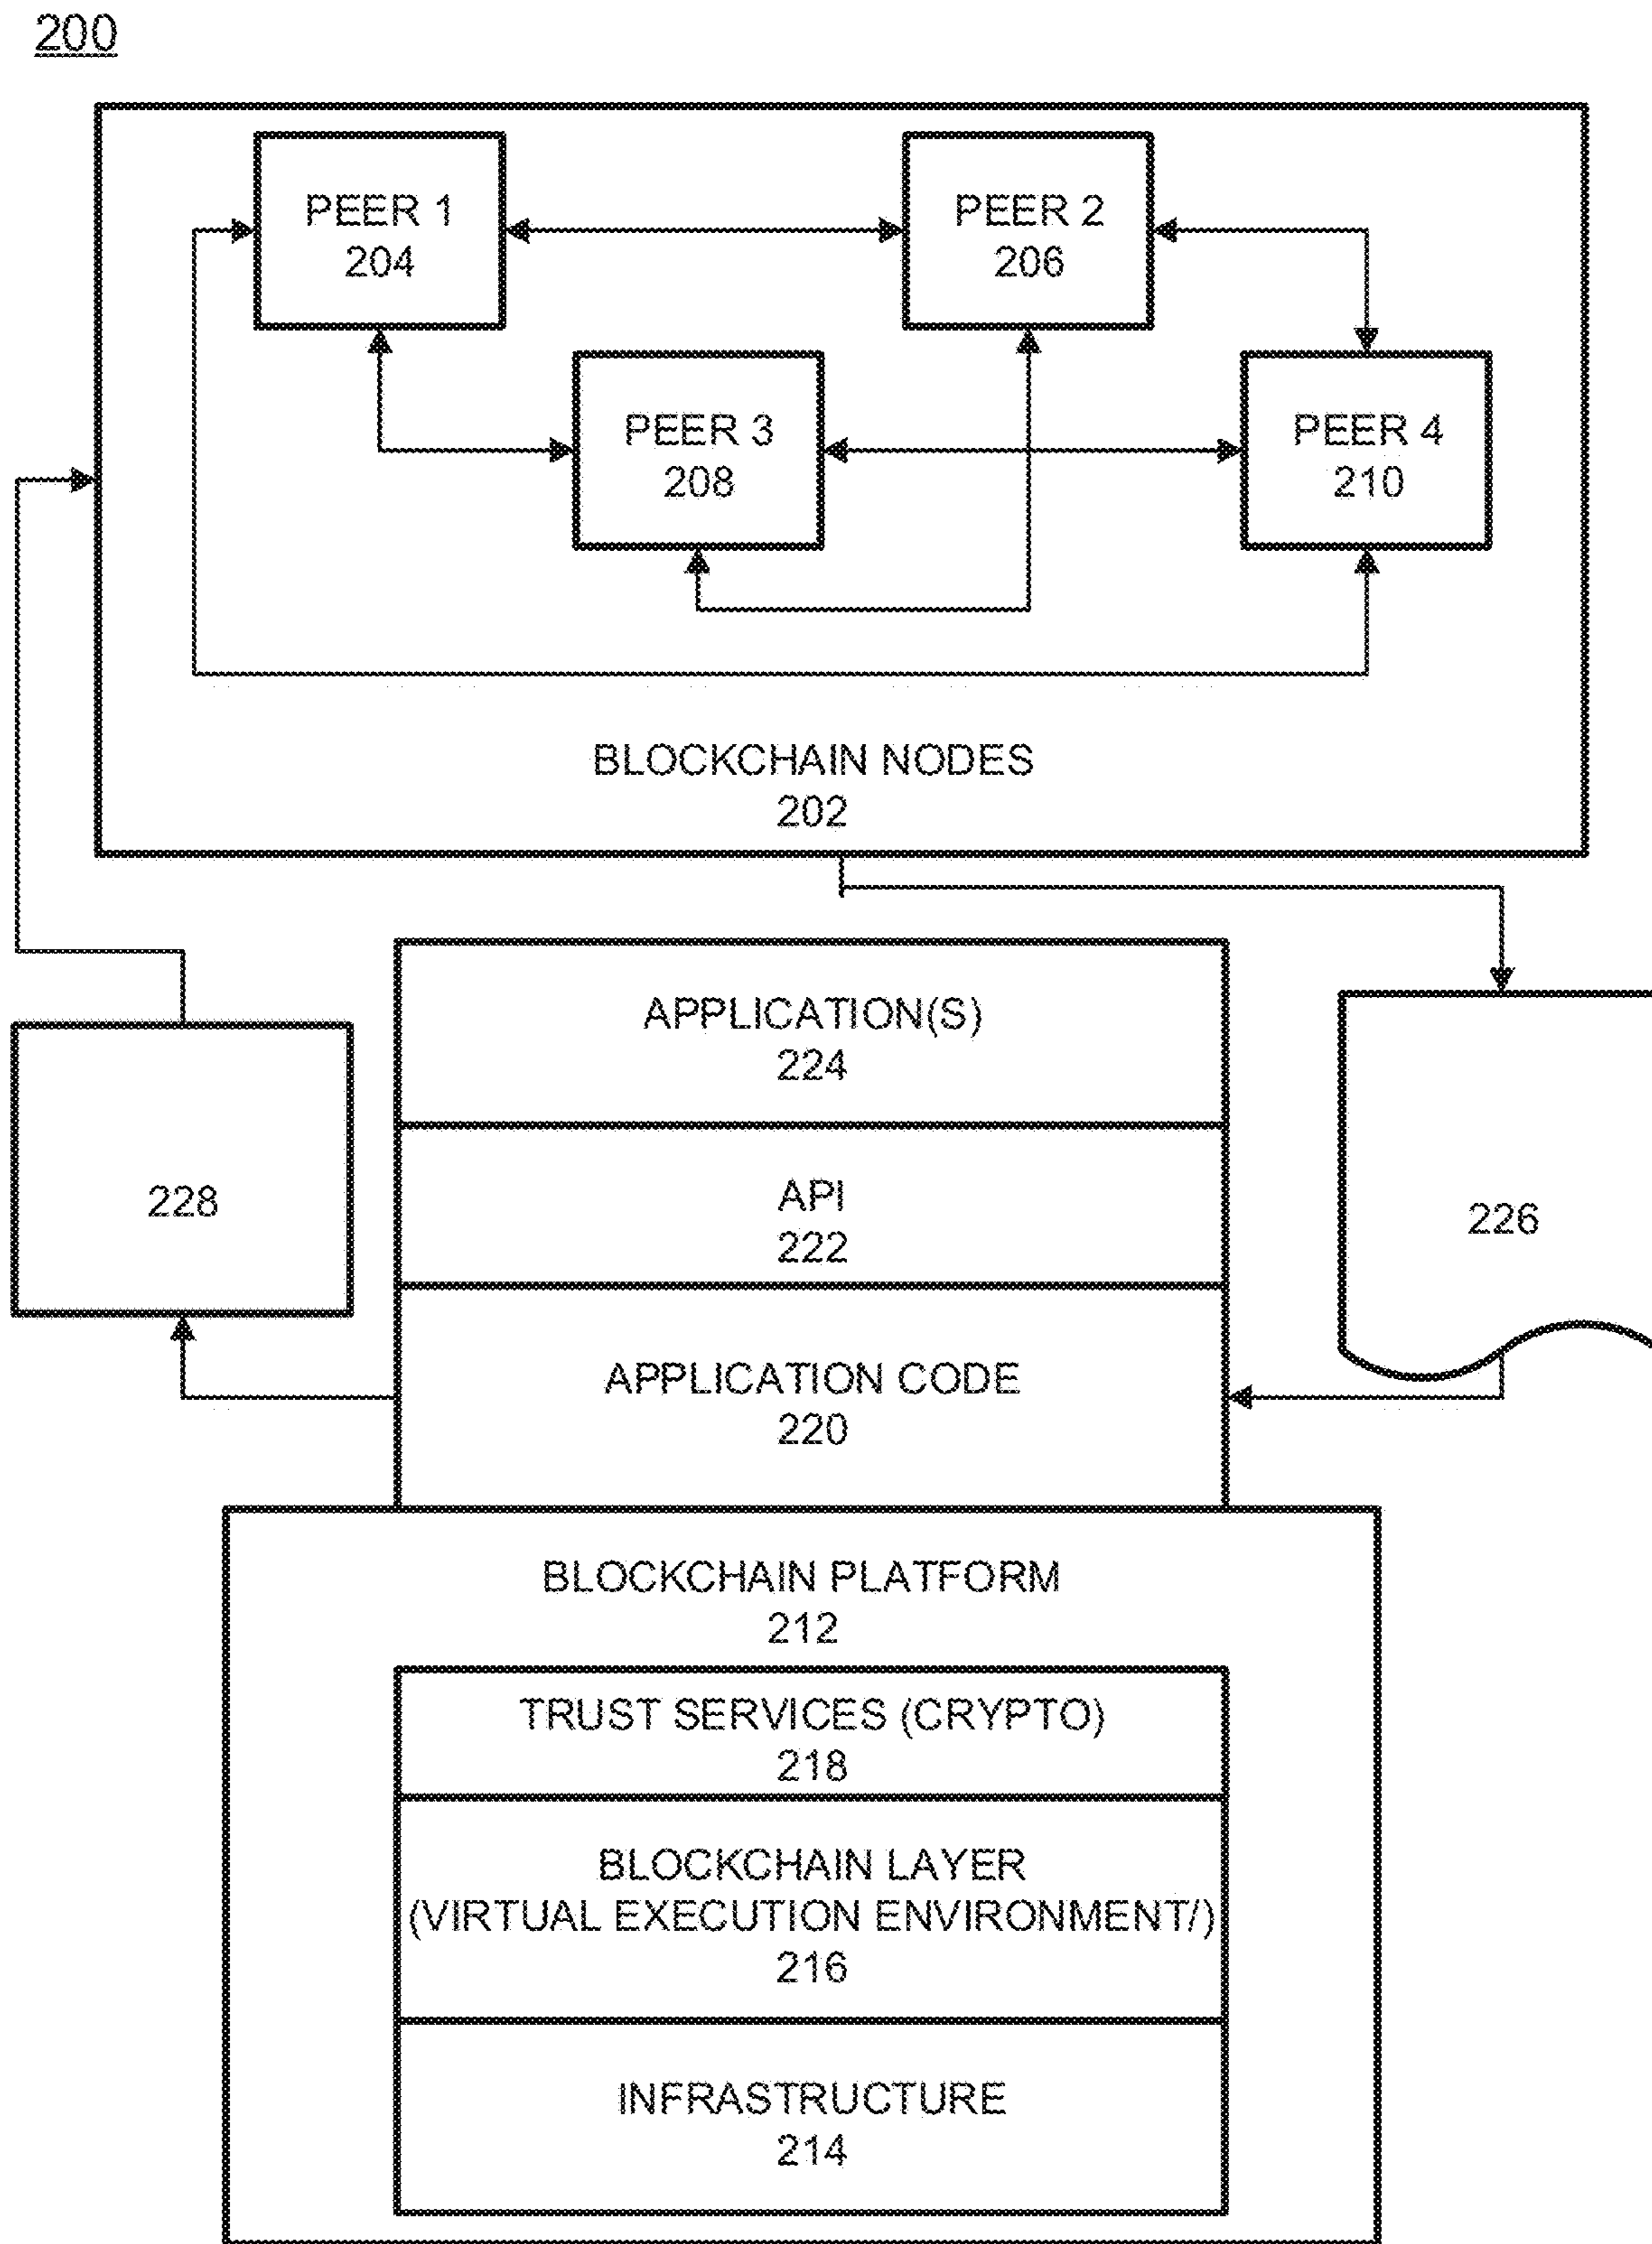 200
PEER 1
204
PEER 2
206
PEER 3
208
PEER 4
210
BLOCKCHAIN NODES
202
APPLICATION(S)
224
API
222
228
226
APPLICATION CODE
220
BLOCKCHAIN PLATFORM
212
TRUST SERVICES (CRYPTO)
218
BLOCKCHAIN LAYER
(VIRTUAL EXECUTION ENVIRONMENT/)
216
INFRASTRUCTURE
214